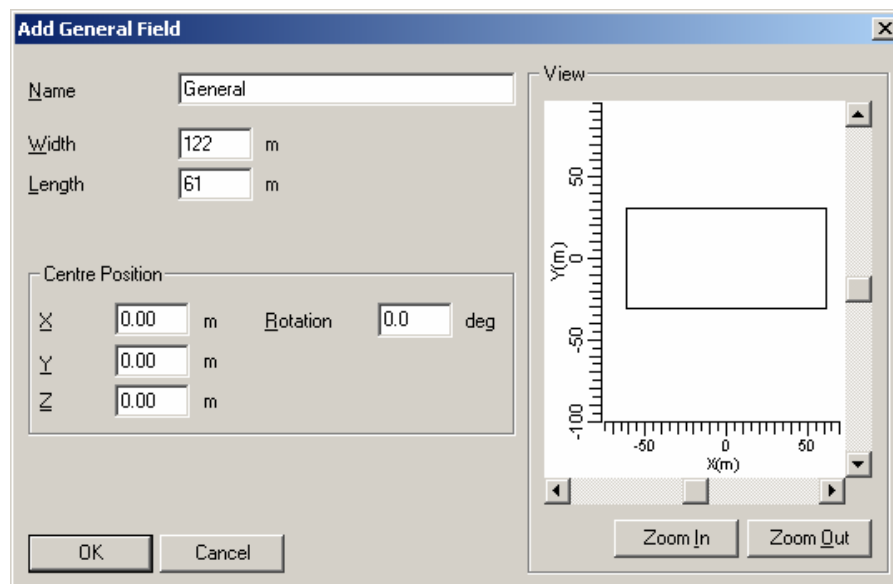 Add General Field
Name General
Width 122 m
Length 61 m
Centre Position
X 0.00 m Rotation 0.0 deg
Y 0.00 m
Z 0.00 m
OK Cancel
View
50
0
-50
-100
Y(m)
-50 0 50
X(m)
Zoom In Zoom Out